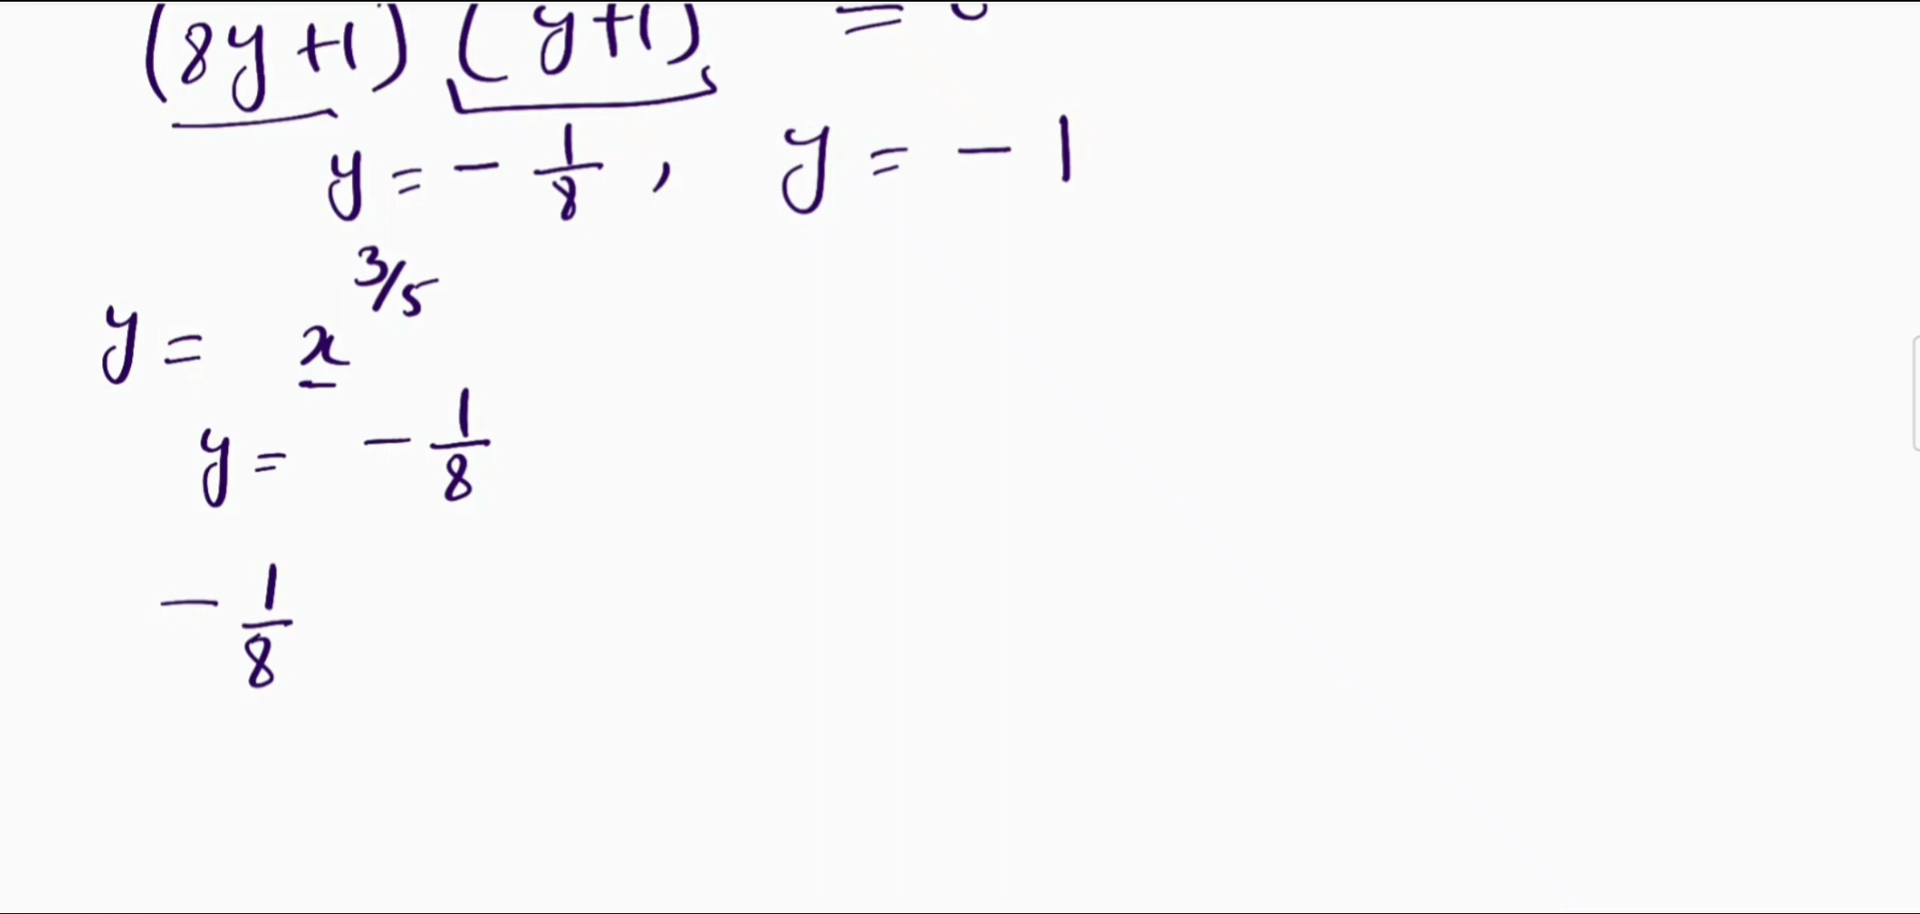 (8y+1) (y+1) =
y = - 1/8 , y = - 1
y = x^3/5
y = - 1/8
- 1/8